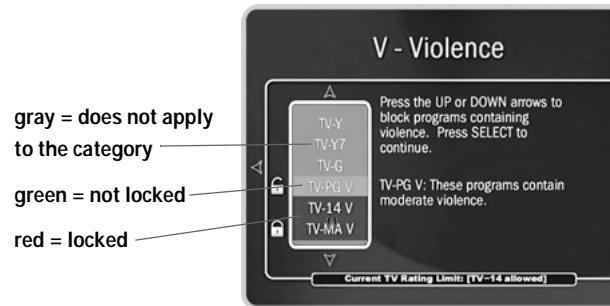 V - Violence
gray = does not apply
to the category
green = not locked
red = locked
TV-Y
TV-Y7
TV-G
TV-PG V
TV-14 V
TV-MA V
Press the UP or DOWN arrows to
block programs containing
violence. Press SELECT to
continue.
TV-PG V: These programs contain
moderate violence.
Current TV Rating Limit: [TV-14 allowed]